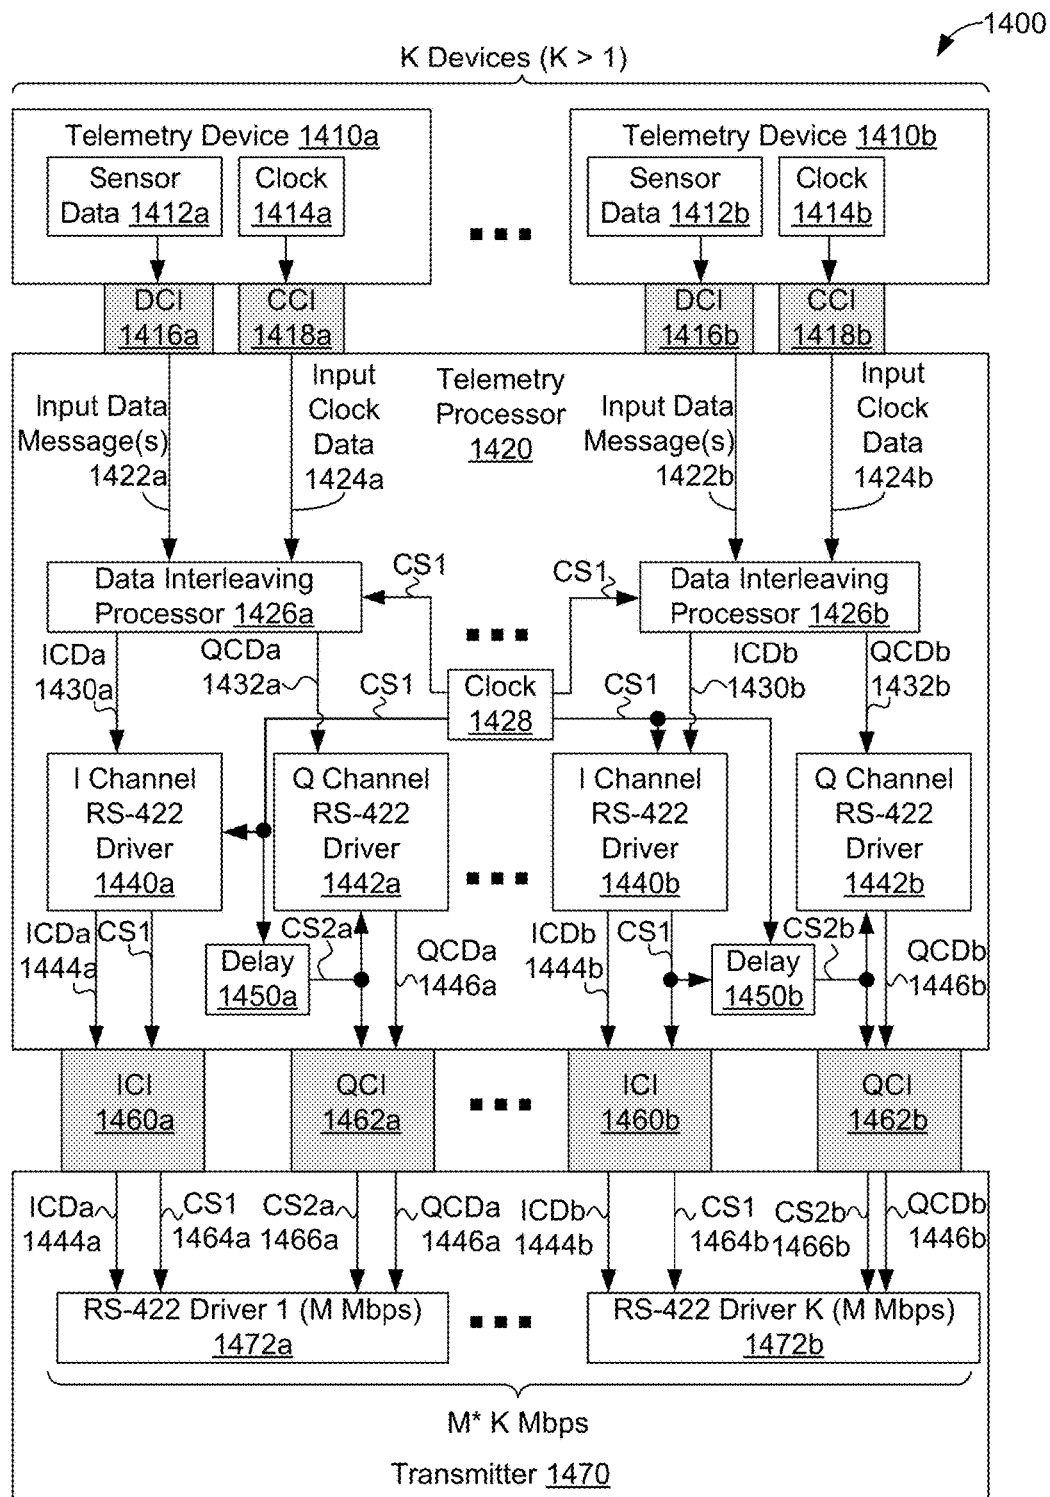 1400
K Devices (K > 1)
Telemetry Device 1410a
Sensor
Data 1412a
Clock
1414a
Telemetry Device 1410b
Sensor
Data 1412b
Clock
1414b
DCI
1416a
CCI
1418a
DCI
1416b
CCI
1418b
Telemetry
Processor
1420
Input Data
Message(s)
1422a
Input
Clock
Data
1424a
Input Data
Message(s)
1422b
Input
Clock
Data
1424b
Data Interleaving
Processor 1426a
CS1
CS1
Data Interleaving
Processor 1426b
ICDa
1430a
QCDa
1432a
CS1
Clock
1428
CS1
ICDb
1430b
QCDb
1432b
I Channel
RS-422
Driver
1440a
Q Channel
RS-422
Driver
1442a
I Channel
RS-422
Driver
1440b
Q Channel
RS-422
Driver
1442b
ICDa
1444a
CS1
Delay
1450a
CS2a
QCDa
1446a
ICDb
1444b
CS1
Delay
1450b
CS2b
QCDb
1446b
ICI
1460a
QCI
1462a
ICI
1460b
QCI
1462b
ICDa
1444a
CS1
1464a
CS2a
1466a
QCDa
1446a
ICDb
1444b
CS1
1464b
CS2b
1466b
QCDb
1446b
RS-422 Driver 1 (M Mbps)
1472a
RS-422 Driver K (M Mbps)
1472b
M* K Mbps
Transmitter 1470